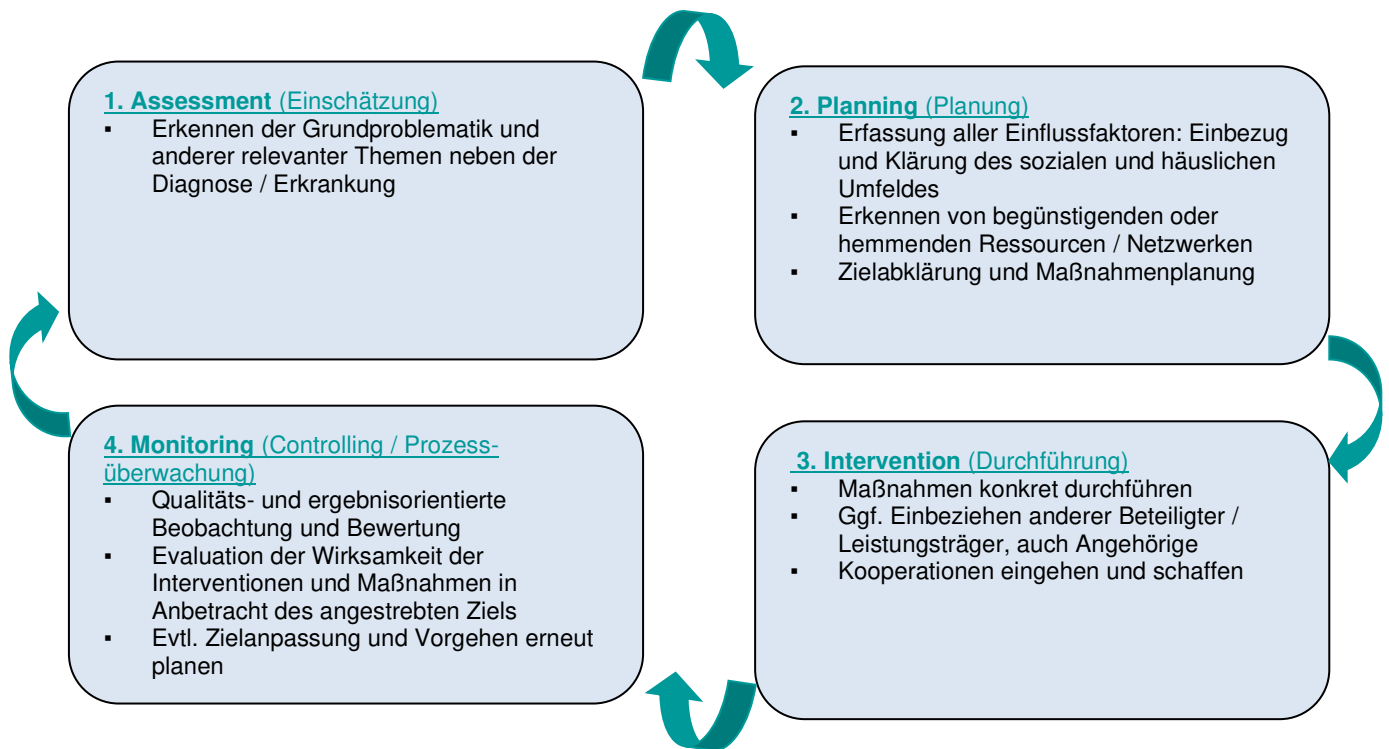 1. Assessment (Einschätzung)
▪ Erkennen der Grundproblematik und
anderer relevanter Themen neben der
Diagnose / Erkrankung
2. Planning (Planung)
▪ Erfassung aller Einflussfaktoren: Einbezug
und Klärung des sozialen und häuslichen
Umfeldes
▪ Erkennen von begünstigenden oder
hemmenden Ressourcen / Netzwerken
▪ Zielabklärung und Maßnahmenplanung
3. Intervention (Durchführung)
▪ Maßnahmen konkret durchführen
▪ Ggf. Einbeziehen anderer Beteiligter /
Leistungsträger, auch Angehörige
▪ Kooperationen eingehen und schaffen
4. Monitoring (Controlling / Prozess-
überwachung)
▪ Qualitäts- und ergebnisorientierte
Beobachtung und Bewertung
▪ Evaluation der Wirksamkeit der
Interventionen und Maßnahmen in
Anbetracht des angestrebten Ziels
▪ Evtl. Zielanpassung und Vorgehen erneut
planen